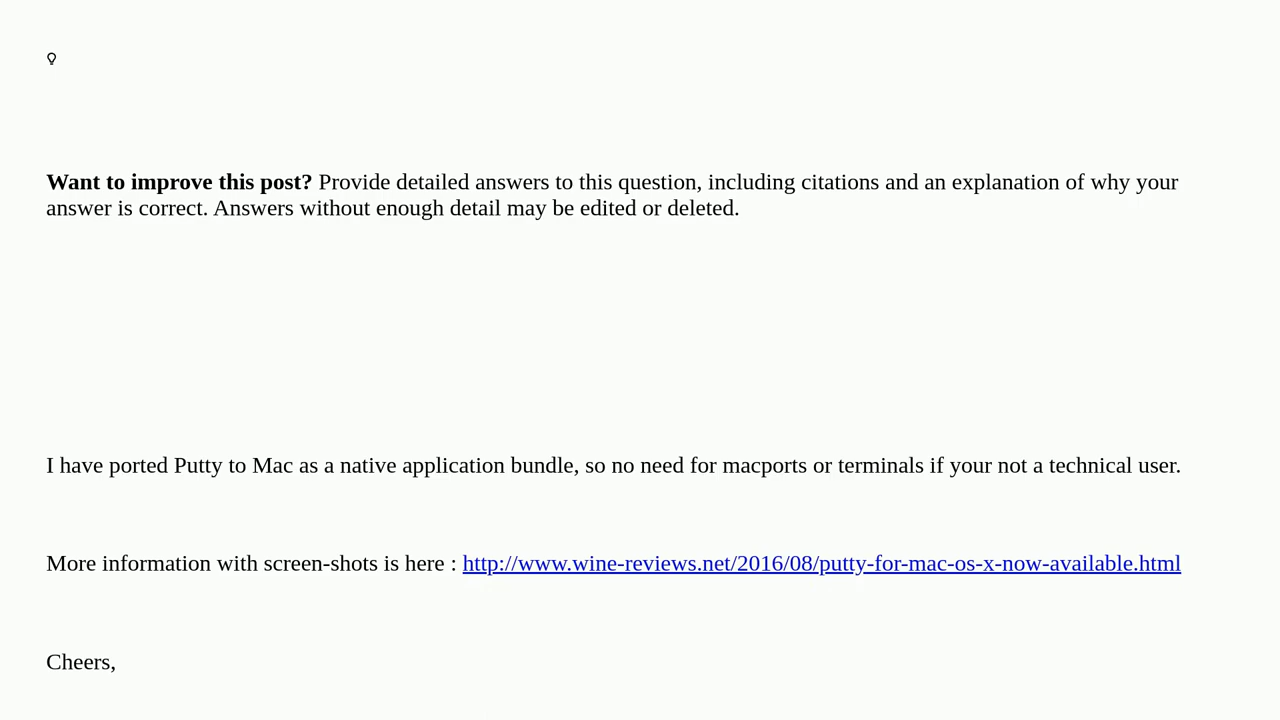 Want to improve this post? Provide detailed answers to this question, including citations and an explanation of why your
answer is correct. Answers without enough detail may be edited or deleted.
I have ported Putty to Mac as a native application bundle, so no need for macports or terminals if your not a technical user.
More information with screen-shots is here : http://www.wine-reviews.net/2016/08/putty-for-mac-os-x-now-available.html
Cheers,